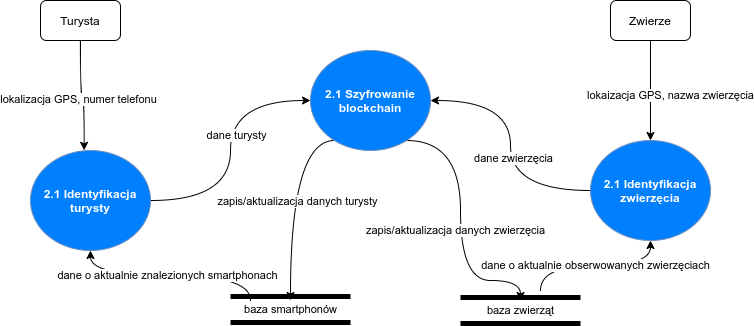 Turysta
Zwierze
2.1 Szyfrowanie
blockchain
lokalizacja GPS, numer telefonu
lokaizacja GPS, nazwa zwierzęcia
dane turysty
dane zwierzęcia
2.1 Identyfikacja
turysty
2.1 Identyfikacja
zwierzęcia
zapis/aktualizacja danych turysty
zapis/aktualizacja danych zwierzęcia
dane o aktualnie znalezionych smartphonach
dane o aktualnie obserwowanych zwierzęciach
baza smartphonów
baza zwierząt